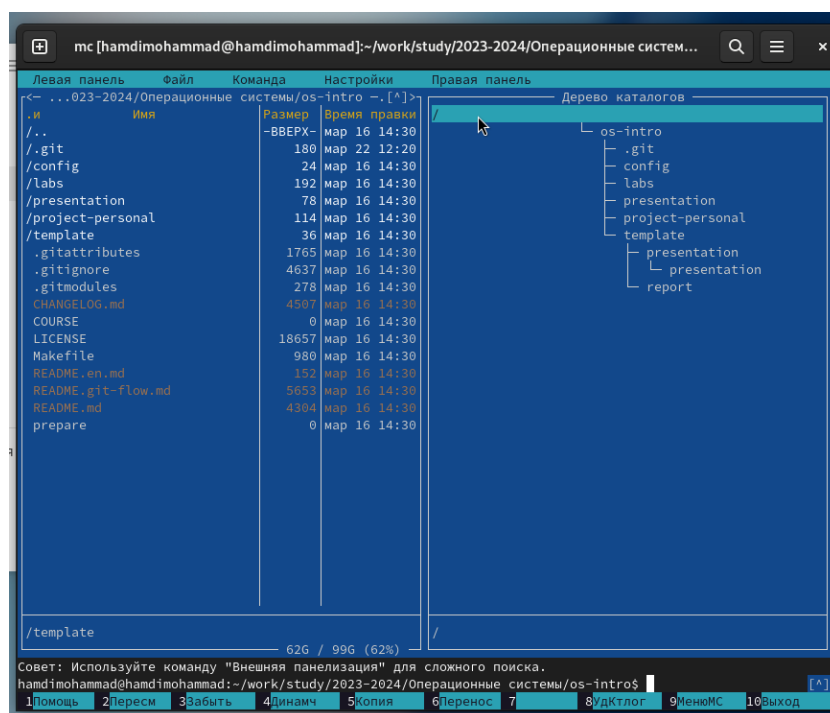 mc [hamdimohammad@hamdimohammad]:~/work/study/2023-2024/Операционные систем...
Левая панель Файл Команда Настройки Правая панель
<— ...023-2024/Операционные системы/os-intro —.[^]>
.и Имя Размер Время правки
/.. -ВВЕРХ- мар 16 14:30
/.git 180 мар 22 12:20
/config 24 мар 16 14:30
/labs 192 мар 16 14:30
/presentation 78 мар 16 14:30
/project-personal 114 мар 16 14:30
/template 36 мар 16 14:30
.gitattributes 1765 мар 16 14:30
.gitignore 4637 мар 16 14:30
.gitmodules 278 мар 16 14:30
CHANGELOG.md 4507 мар 16 14:30
COURSE 0 мар 16 14:30
LICENSE 18657 мар 16 14:30
Makefile 980 мар 16 14:30
README.en.md 152 мар 16 14:30
README.git-flow.md 5653 мар 16 14:30
README.md 4304 мар 16 14:30
prepare 0 мар 16 14:30
/template
62G / 99G (62%)
Дерево каталогов
/
os-intro
.git
config
labs
presentation
project-personal
template
presentation
presentation
report
/
Совет: Используйте команду "Внешняя панелизация" для сложного поиска.
hamdimohammad@hamdimohammad:~/work/study/2023-2024/Операционные системы/os-intro$ [^]
1Помощь 2Пересм 3Забыть 4Динамч 5Копия 6Перенос 7 8УдКтлог 9МенюMC 10Выход